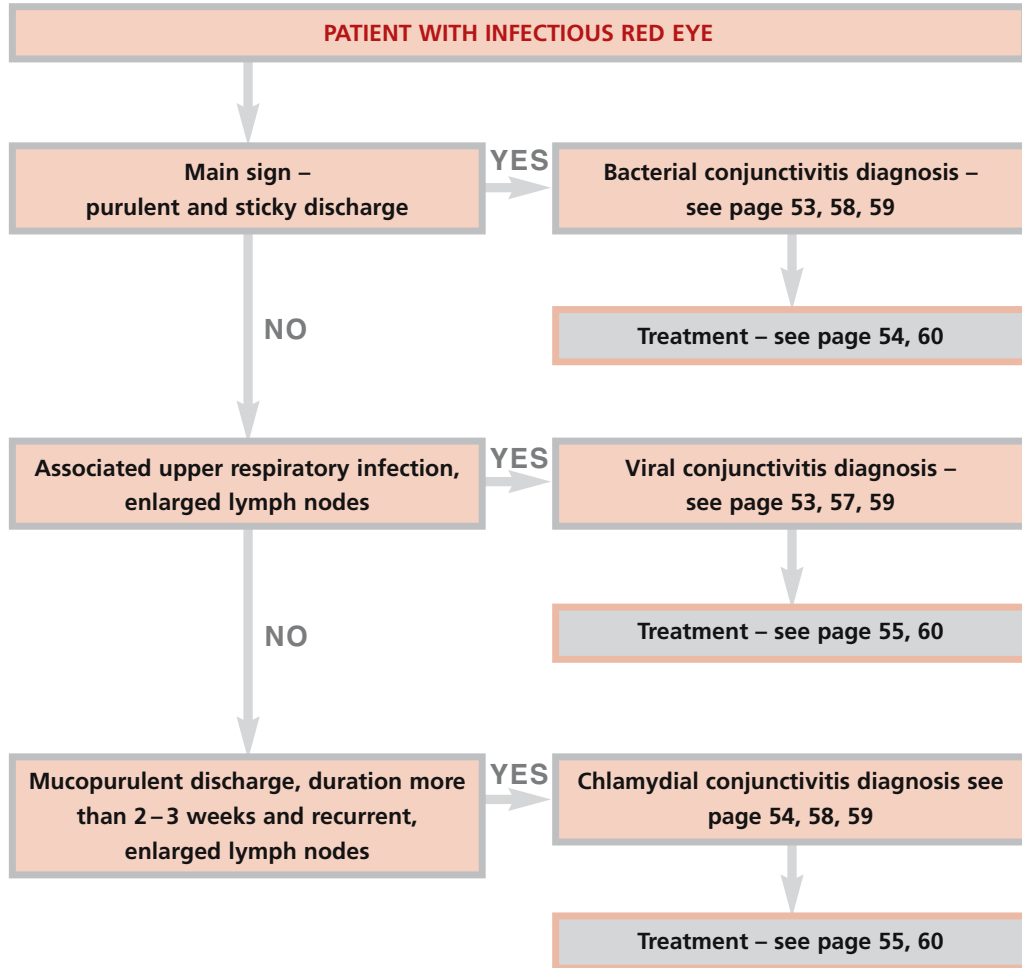 PATIENT WITH INFECTIOUS RED EYE
Main sign –
purulent and sticky discharge
YES
Bacterial conjunctivitis diagnosis –
see page 53, 58, 59
Treatment – see page 54, 60
NO
Associated upper respiratory infection,
enlarged lymph nodes
YES
Viral conjunctivitis diagnosis –
see page 53, 57, 59
Treatment – see page 55, 60
NO
Mucopurulent discharge, duration more
than 2–3 weeks and recurrent,
enlarged lymph nodes
YES
Chlamydial conjunctivitis diagnosis see
page 54, 58, 59
Treatment – see page 55, 60